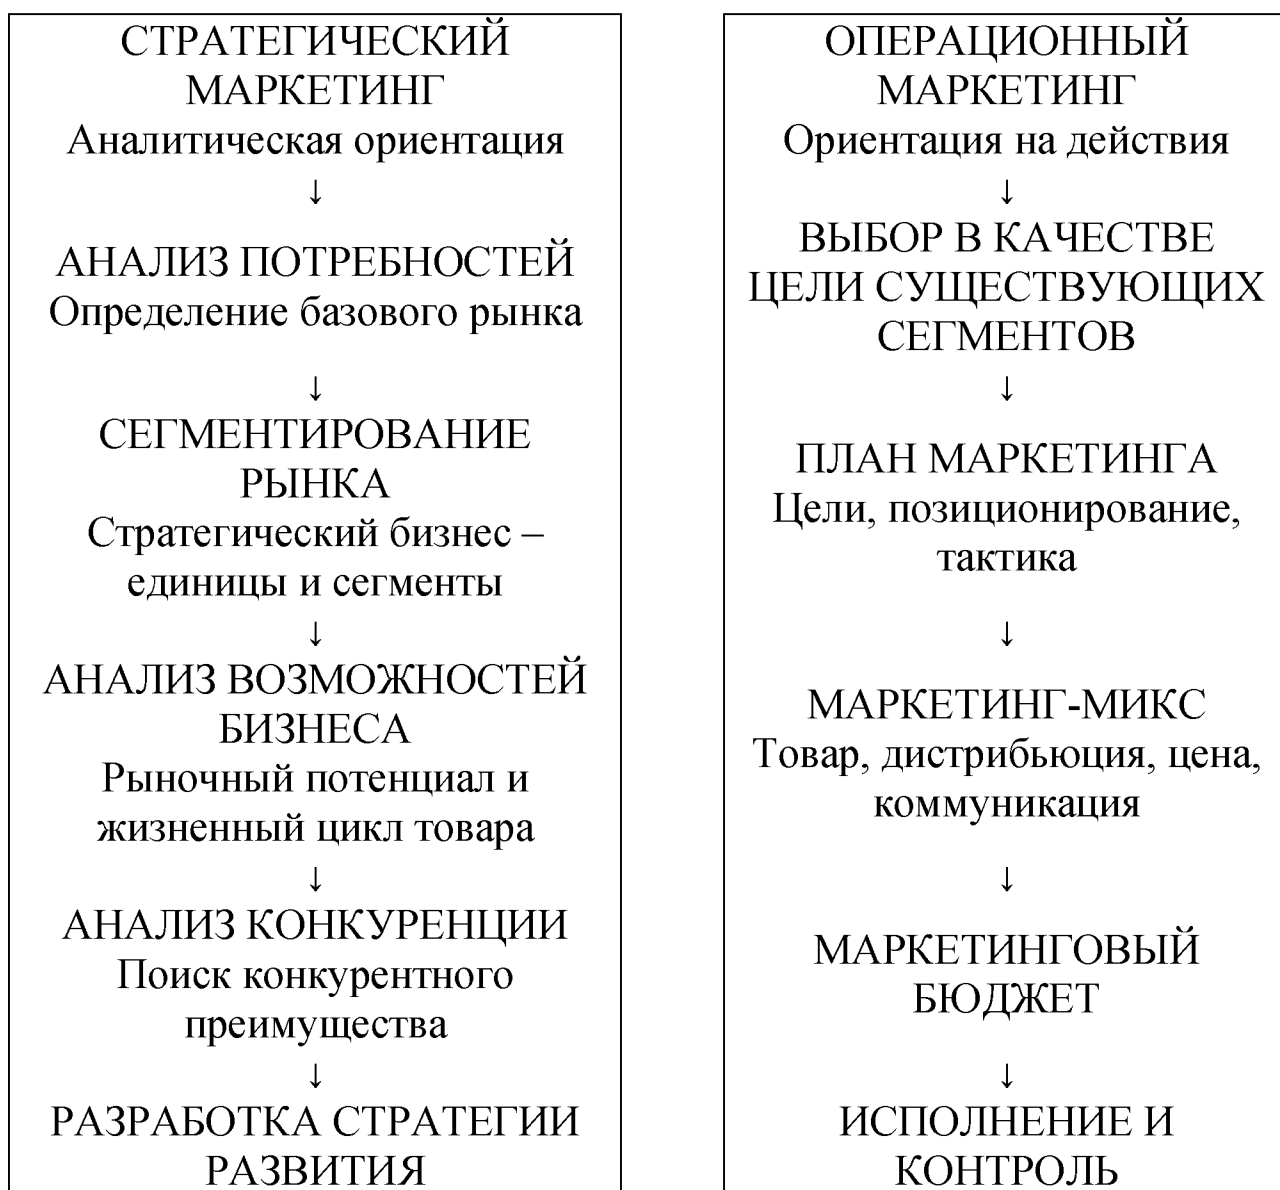 СТРАТЕГИЧЕСКИЙ
МАРКЕТИНГ
Аналитическая ориентация
↓
АНАЛИЗ ПОТРЕБНОСТЕЙ
Определение базового рынка
↓
СЕГМЕНТИРОВАНИЕ
РЫНКА
Стратегический бизнес –
единицы и сегменты
↓
АНАЛИЗ ВОЗМОЖНОСТЕЙ
БИЗНЕСА
Рыночный потенциал и
жизненный цикл товара
↓
АНАЛИЗ КОНКУРЕНЦИИ
Поиск конкурентного
преимущества
↓
РАЗРАБОТКА СТРАТЕГИИ
РАЗВИТИЯ
ОПЕРАЦИОННЫЙ
МАРКЕТИНГ
Ориентация на действия
↓
ВЫБОР В КАЧЕСТВЕ
ЦЕЛИ СУЩЕСТВУЮЩИХ
СЕГМЕНТОВ
↓
ПЛАН МАРКЕТИНГА
Цели, позиционирование,
тактика
↓
МАРКЕТИНГ-МИКС
Товар, дистрибьюция, цена,
коммуникация
↓
МАРКЕТИНГОВЫЙ
БЮДЖЕТ
↓
ИСПОЛНЕНИЕ И
КОНТРОЛЬ